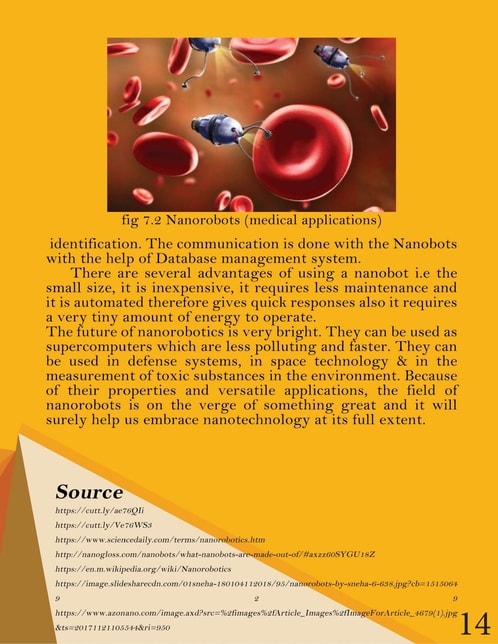 fig 7.2 Nanorobots (medical applications)
identification. The communication is done with the Nanobots
with the help of Database management system.
There are several advantages of using a nanobot i.e the
small size, it is inexpensive, it requires less maintenance and
it is automated therefore gives quick responses also it requires
a very tiny amount of energy to operate.
The future of nanorobotics is very bright. They can be used as
supercomputers which are less polluting and faster. They can
be used in defense systems, in space technology & in the
measurement of toxic substances in the environment. Because
of their properties and versatile applications, the field of
nanorobots is on the verge of something great and it will
surely help us embrace nanotechnology at its full extent.
Source
https://cutt.ly/ae76QIi
https://cutt.ly/Ve76WS3
https://www.sciencedaily.com/terms/nanorobotics.htm
http://nanogloss.com/nanobots/what-nanobots-are-made-out-of/#axzz60SYGU18Z
https://en.m.wikipedia.org/wiki/Nanorobotics
https://image.slidesharecdn.com/01sneha-180104112018/95/nanorobots-by-sneha-6-638.jpg?cb=1515064
9 2 9
https://www.azonano.com/image.axd?src=%2fimages%2fArticle_Images%2fImageForArticle_4679(1).jpg
&ts=20171121105544&ri=950
14